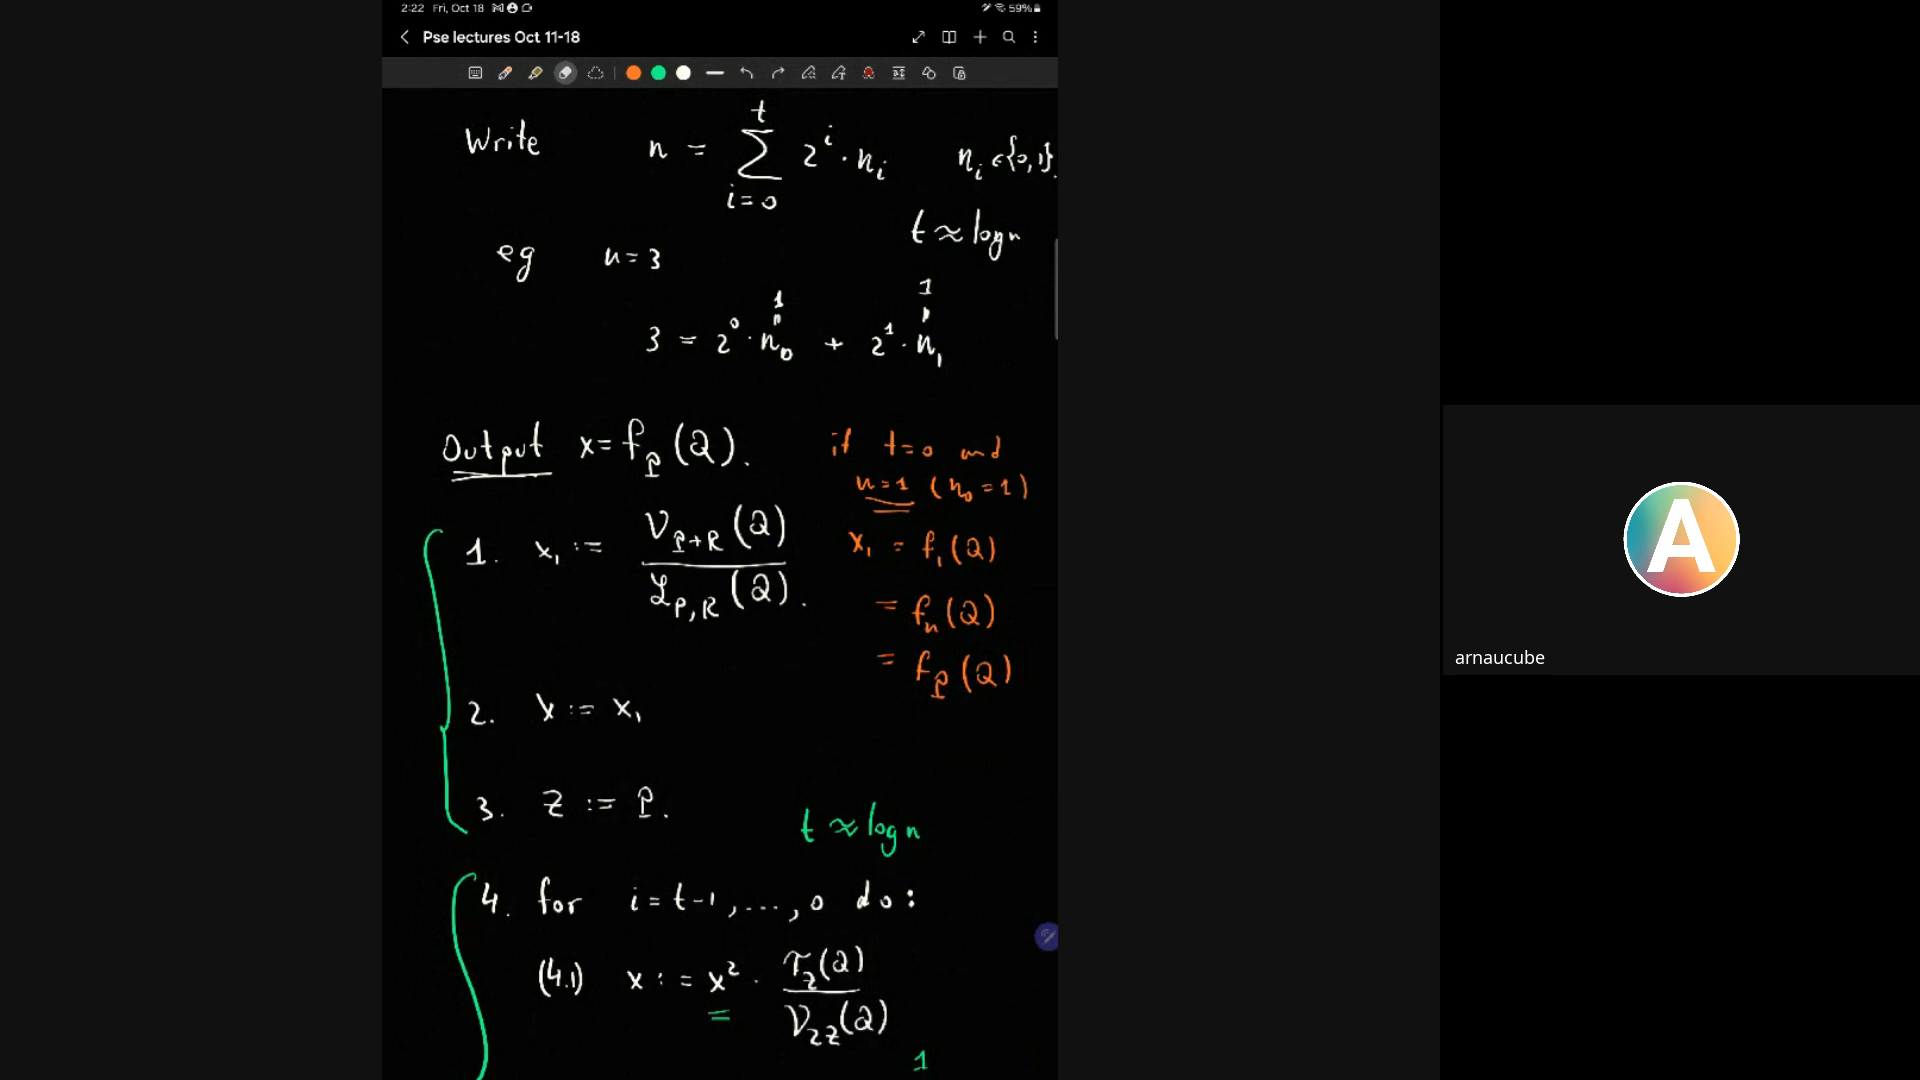 2:22 Fri, Oct 18 59%
Pse lectures Oct 11-18
Write n = ∑_{i=0}^{t} 2^i · n_i n_i ∈ {0,1}.
t ≈ log n
eg n = 3
3 = 2^0 · n_0 + 2^1 · n_1
1 1
Output x = f_P(Q).
if t=0 and
n=1 (n_0 = 1)
1. x_1 := V_{P+R}(Q) / L_{P,R}(Q).
x_1 = f_1(Q)
= f_n(Q)
= f_P(Q)
2. x := x_1
3. Z := P.
t ≈ log n
4. for i = t-1, ..., 0 do:
(4.1) x := x^2 · T_Z(Q) / V_{2Z}(Q)
1
A
arnaucube